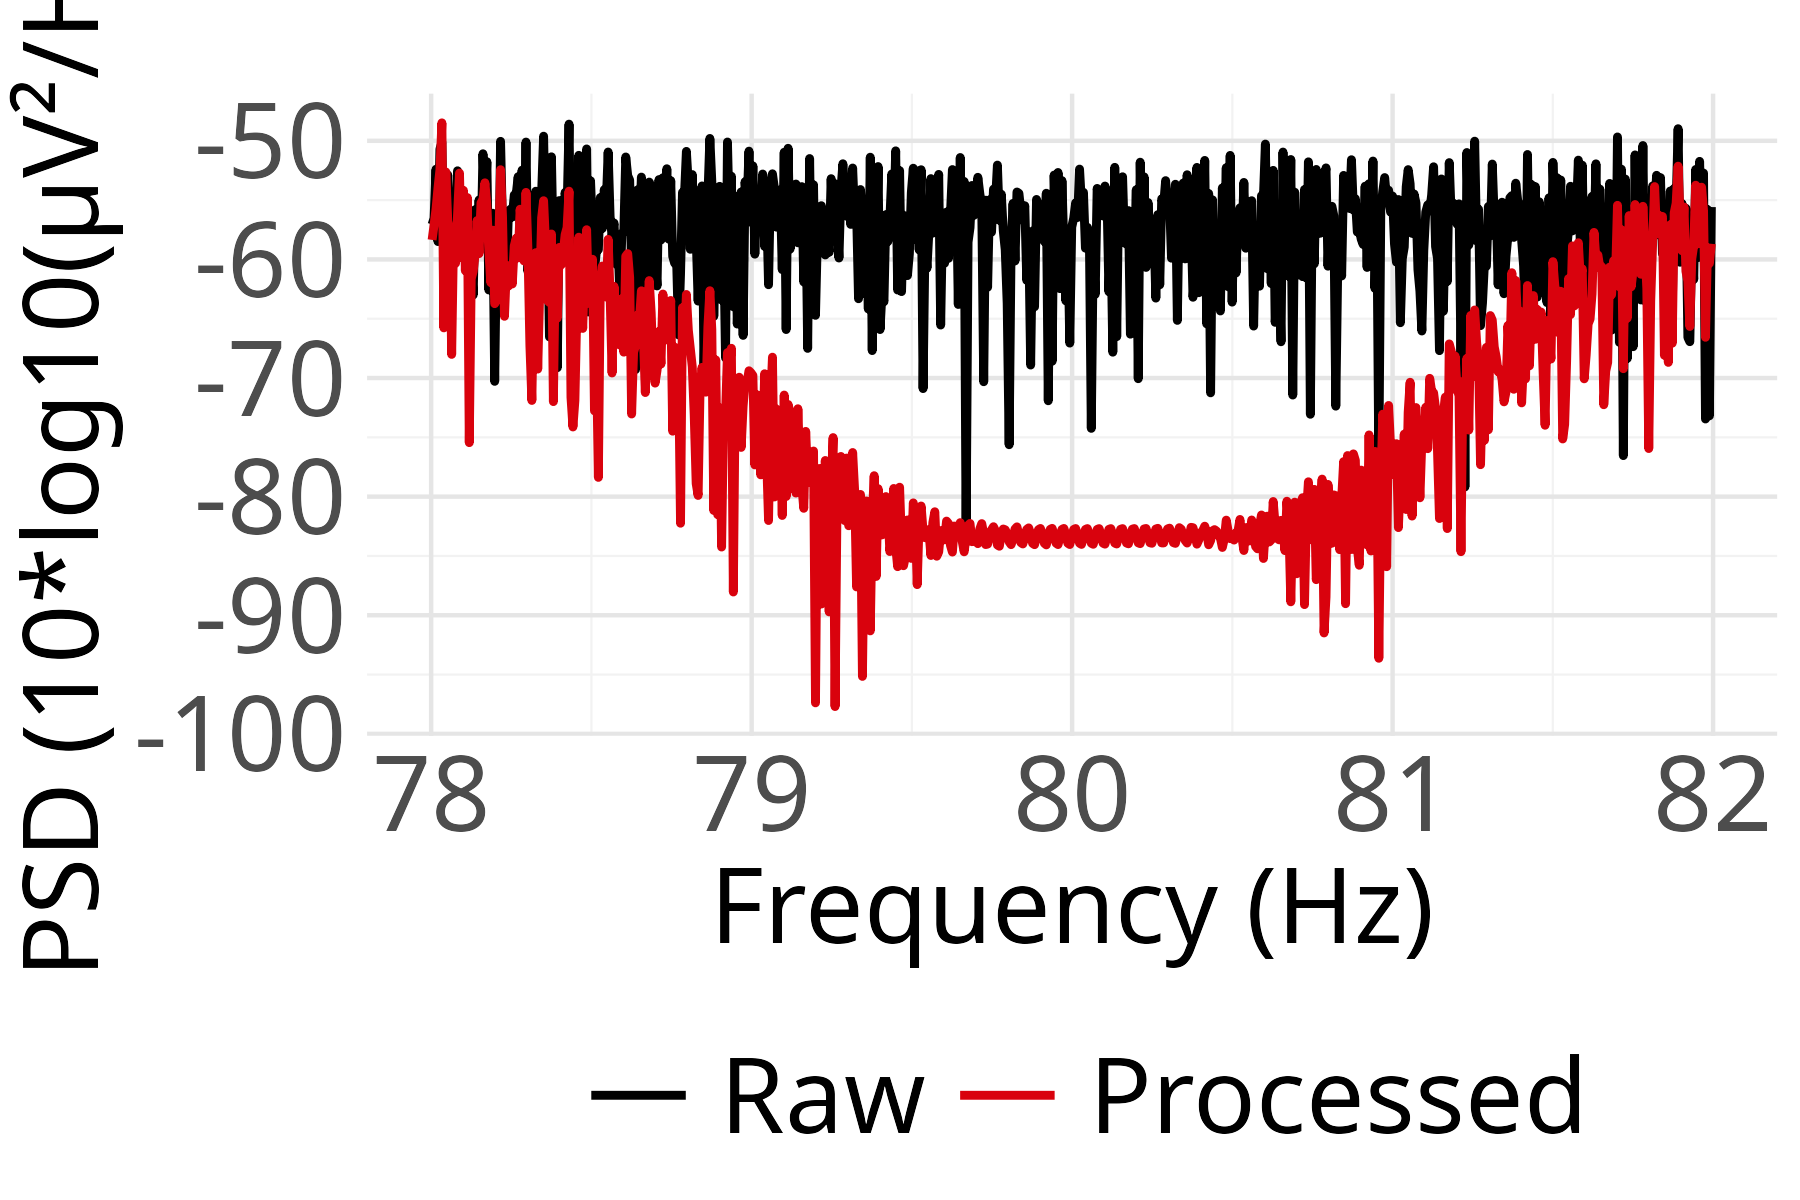 PSD (10*log10(μV²/H
-50
-60
-70
-80
-90
-100
78 79 80 81 82
Frequency (Hz)
Raw Processed